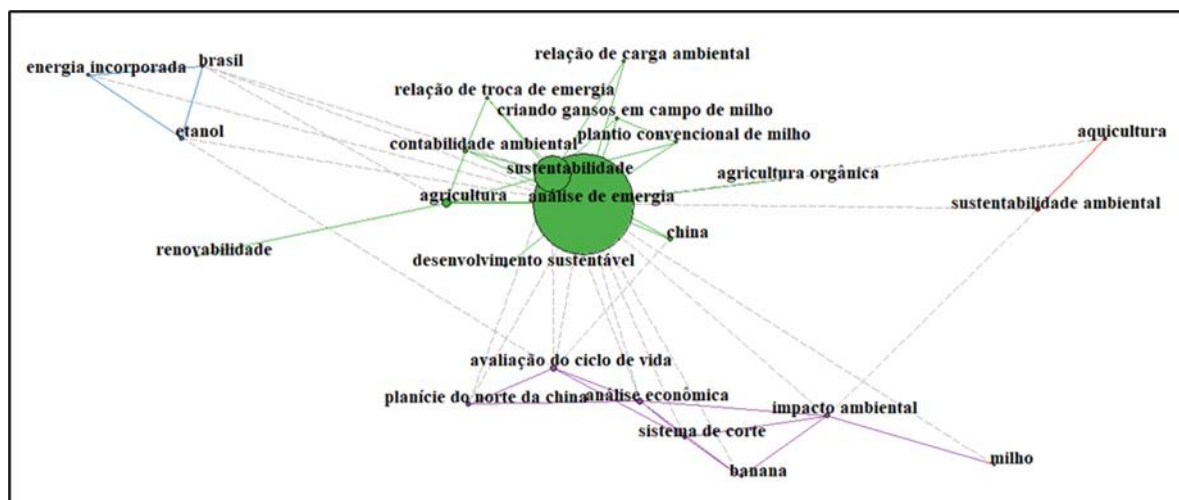 relação de carga ambiental
brasil
energia incorporada
relação de troca de emergia
criando gansos em campo de milho
etanol
plantio convencional de milho
aquicultura
contabilidade ambiental
sustentabilidade
agricultura orgânica
agricultura
análise de emergia
sustentabilidade ambiental
china
renovabilidade
desenvolvimento sustentável
avaliação do ciclo de vida
planície do norte da china
análise econômica
impacto ambiental
sistema de corte
milho
banana